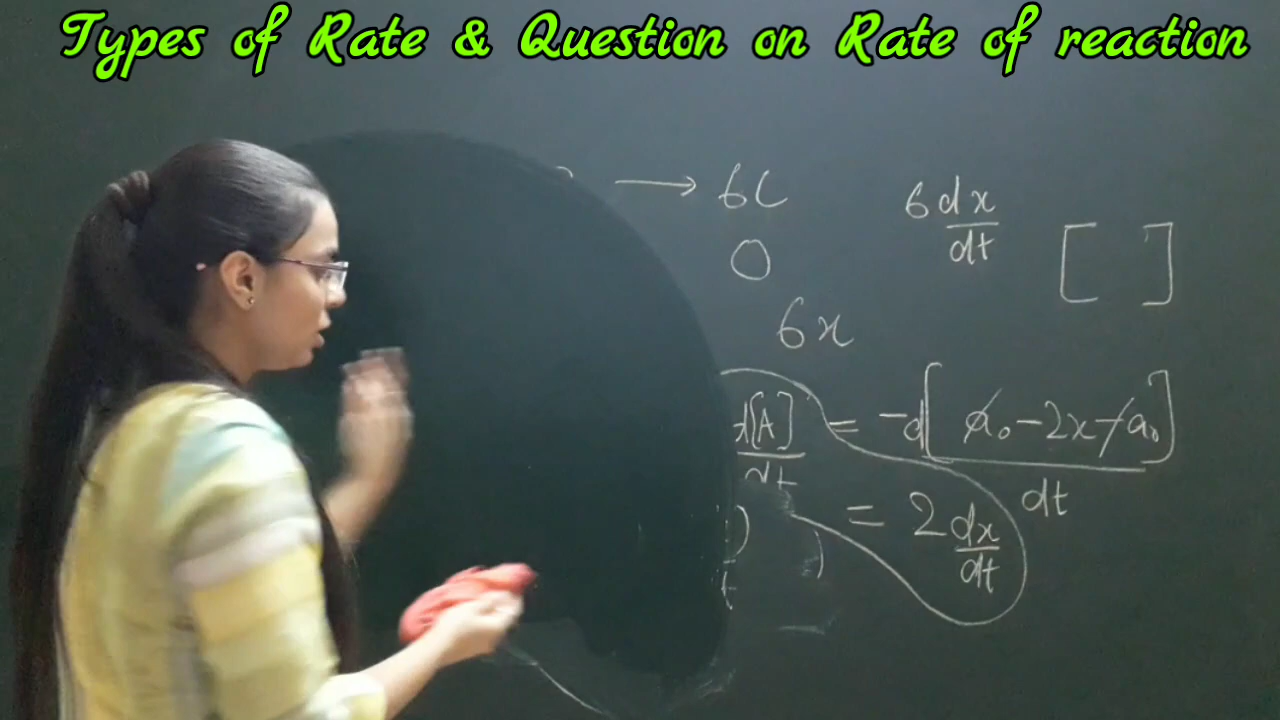 Types of Rate & Question on Rate of reaction
⟶ 6C
6 dx/dt
[ ]
O
6x
d[A]/dt = -d[a₀-2x-a₀]/dt
= 2 dx/dt